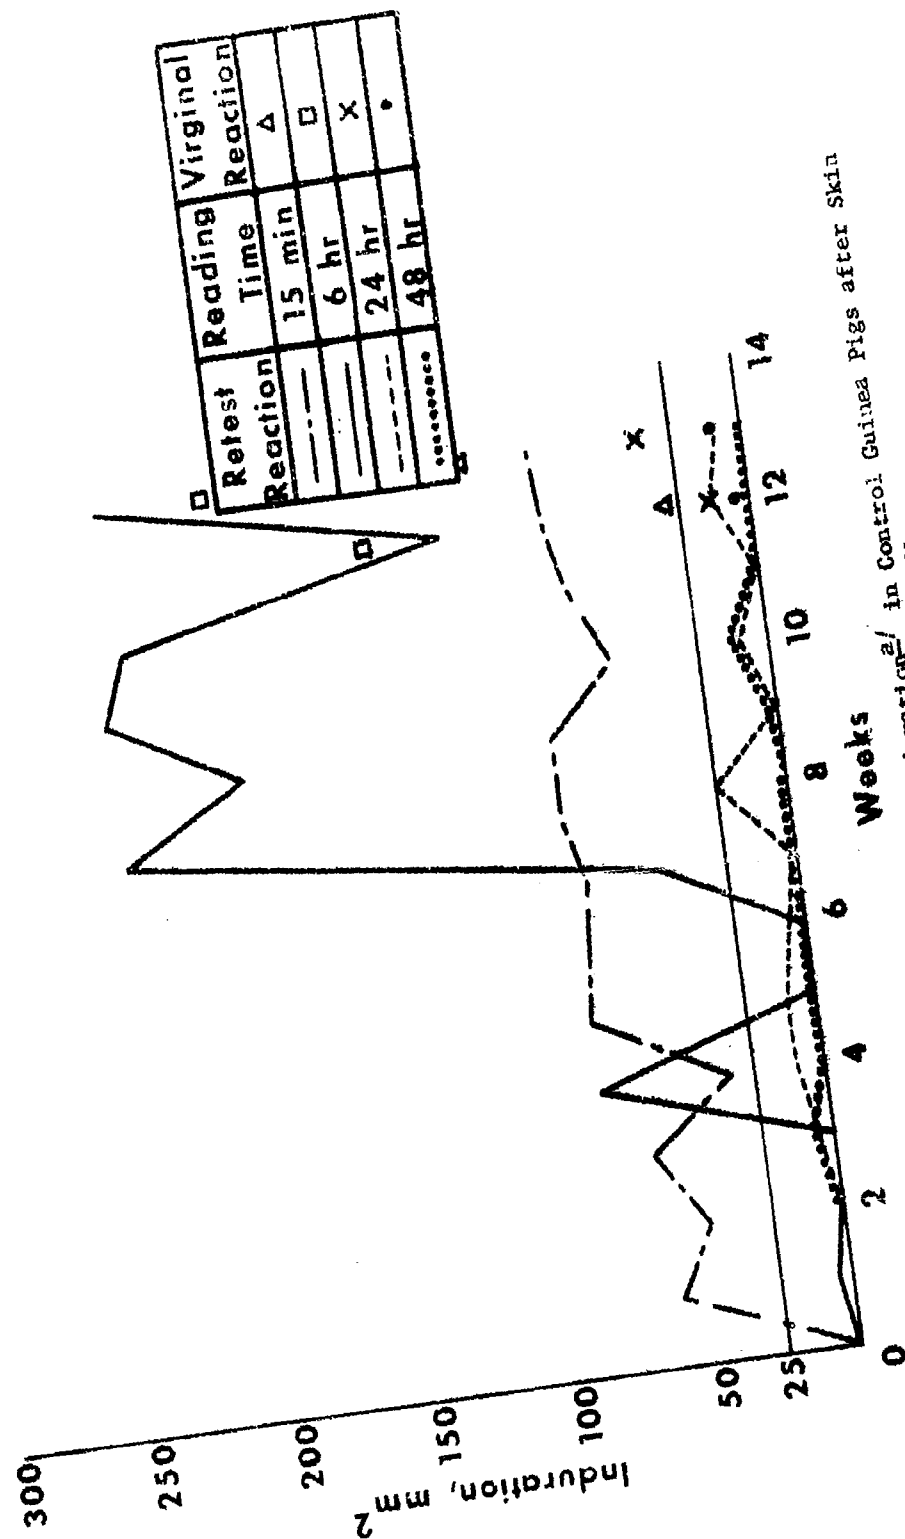 Retest Reaction
Reading Time
Virginal Reaction
15 min
Δ
6 hr
□
24 hr
X
48 hr
•
300
250
200
150
100
50
25
Induration, mm2
0
2
4
6
8
10
12
14
Weeks
a/ in Control Guinea Pigs after Skin